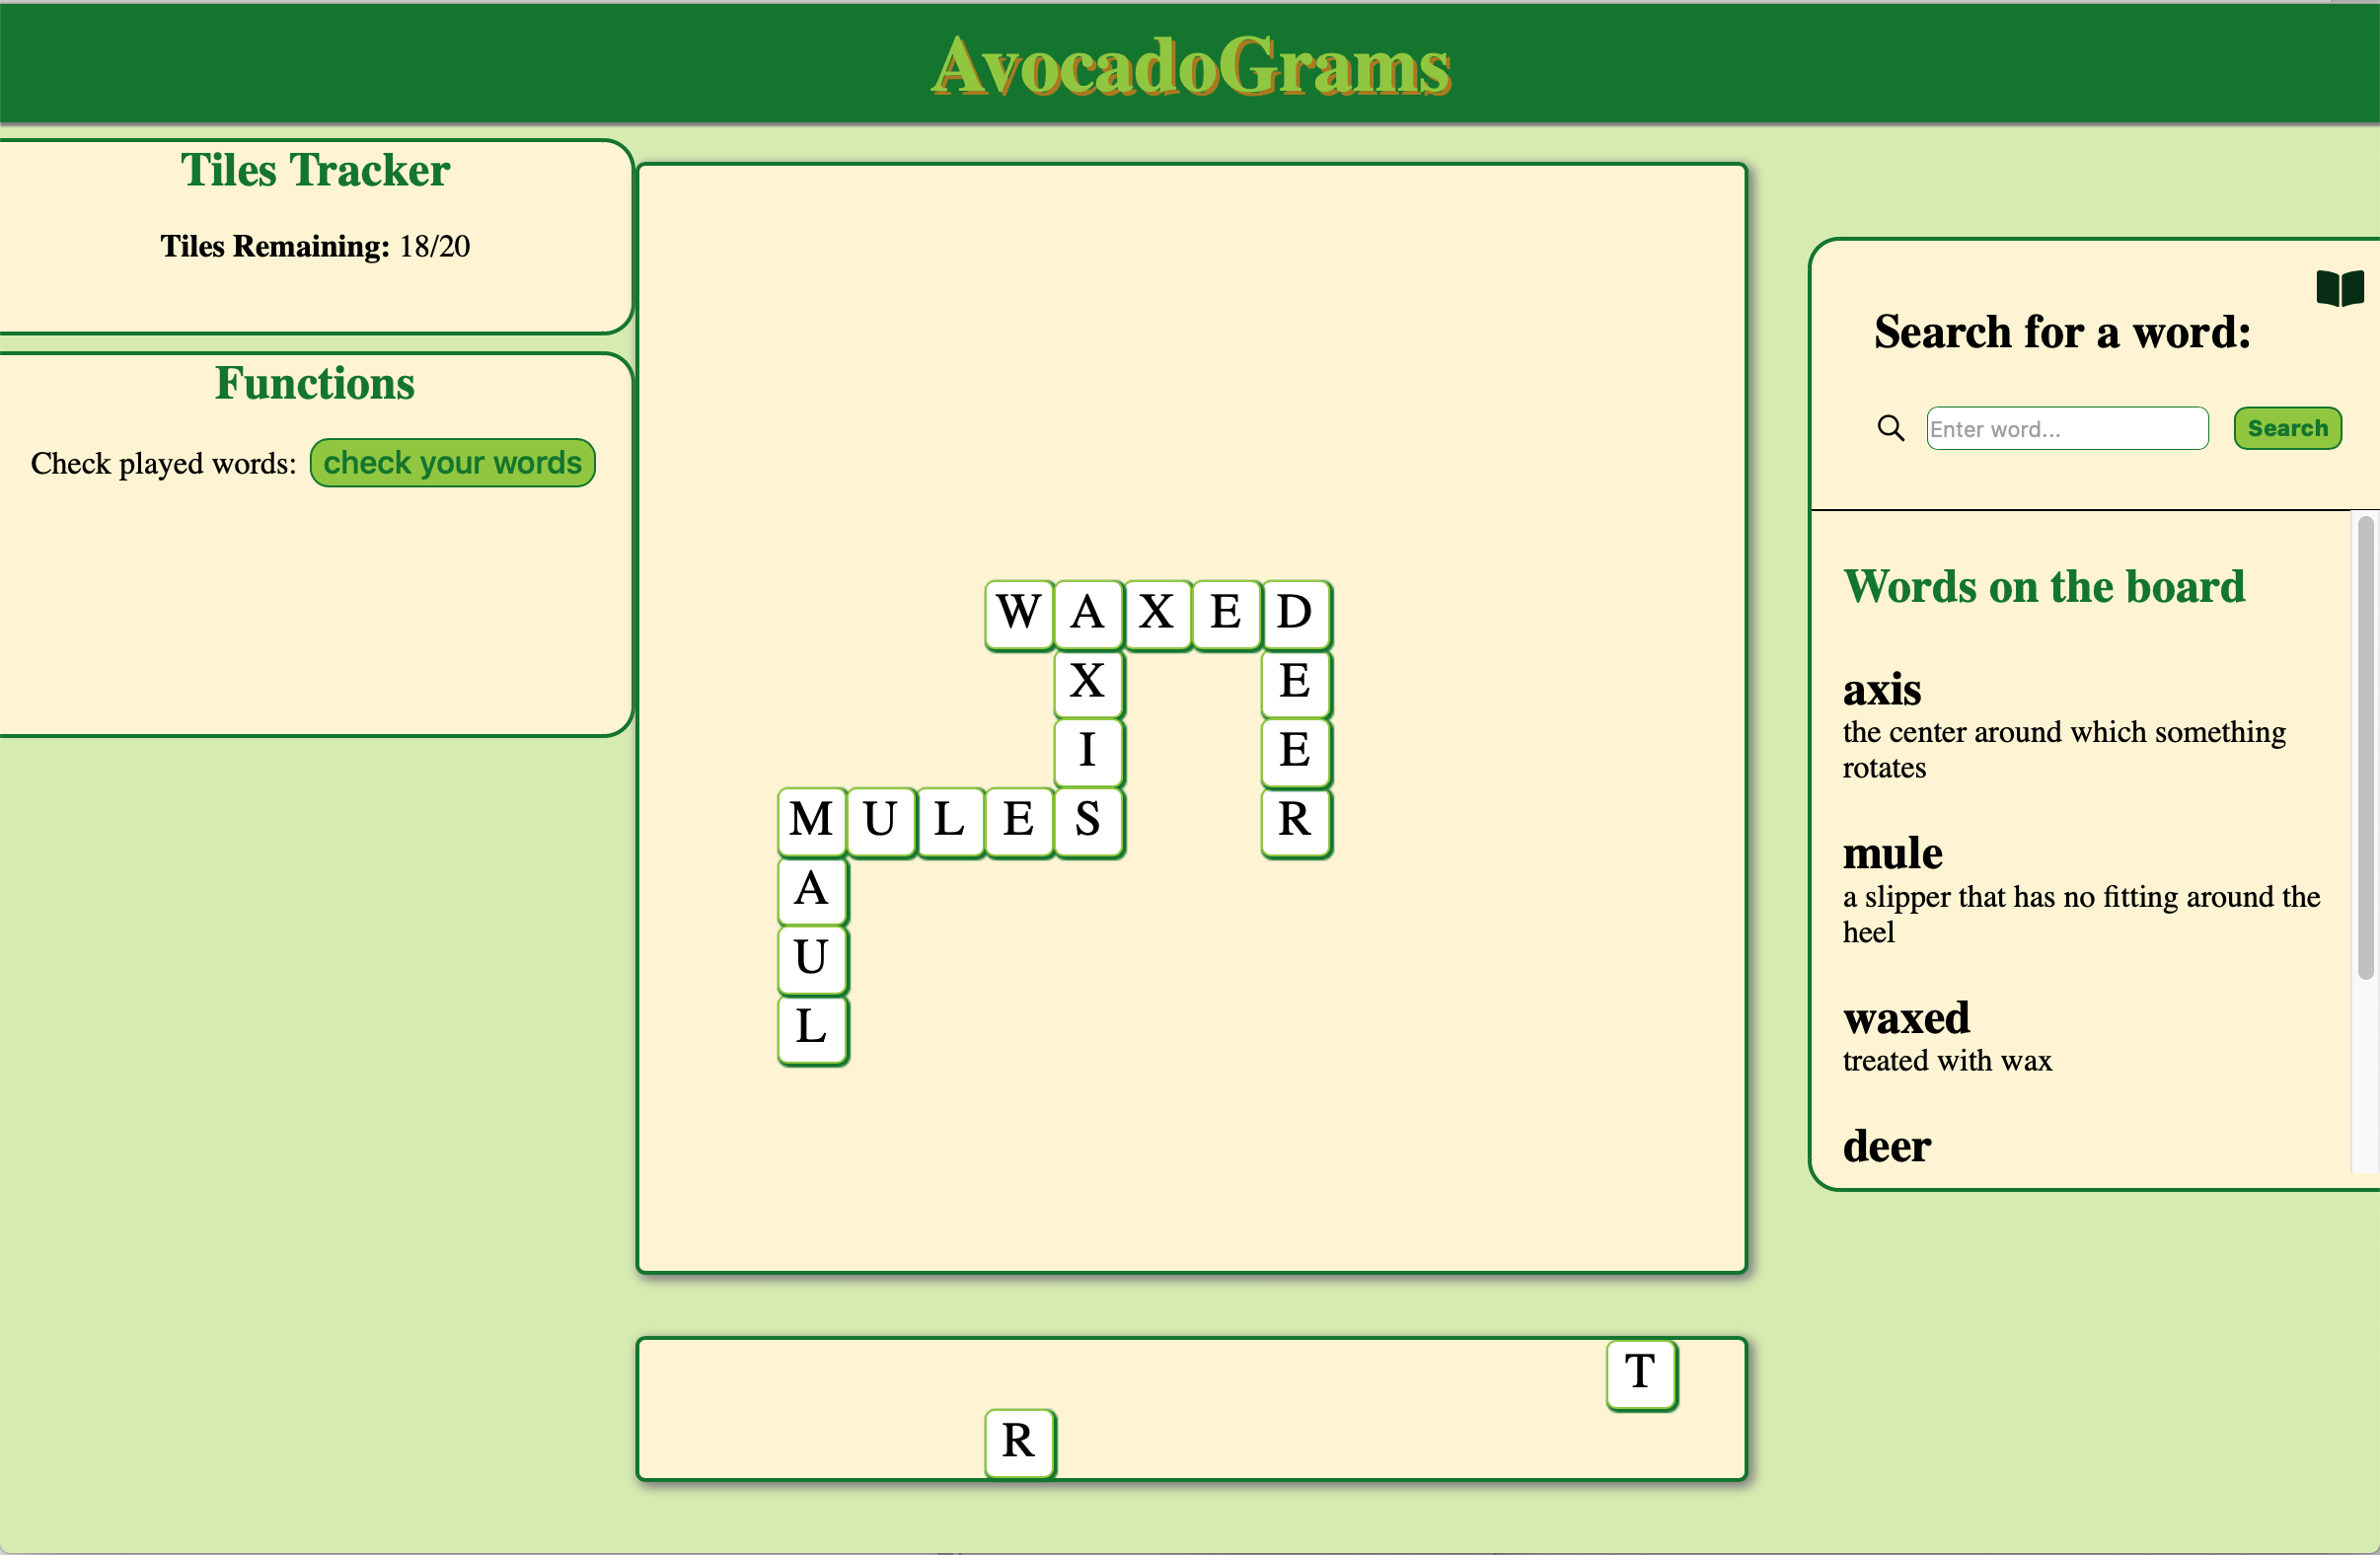 AvocadoGrams
Tiles Tracker
Tiles Remaining: 18/20
Functions
Check played words: check your words
W A X E D
X E
I E
M U L E S R
A
U
L
T
R
Search for a word:
Enter word... Search
Words on the board
axis
the center around which something
rotates
mule
a slipper that has no fitting around the
heel
waxed
treated with wax
deer